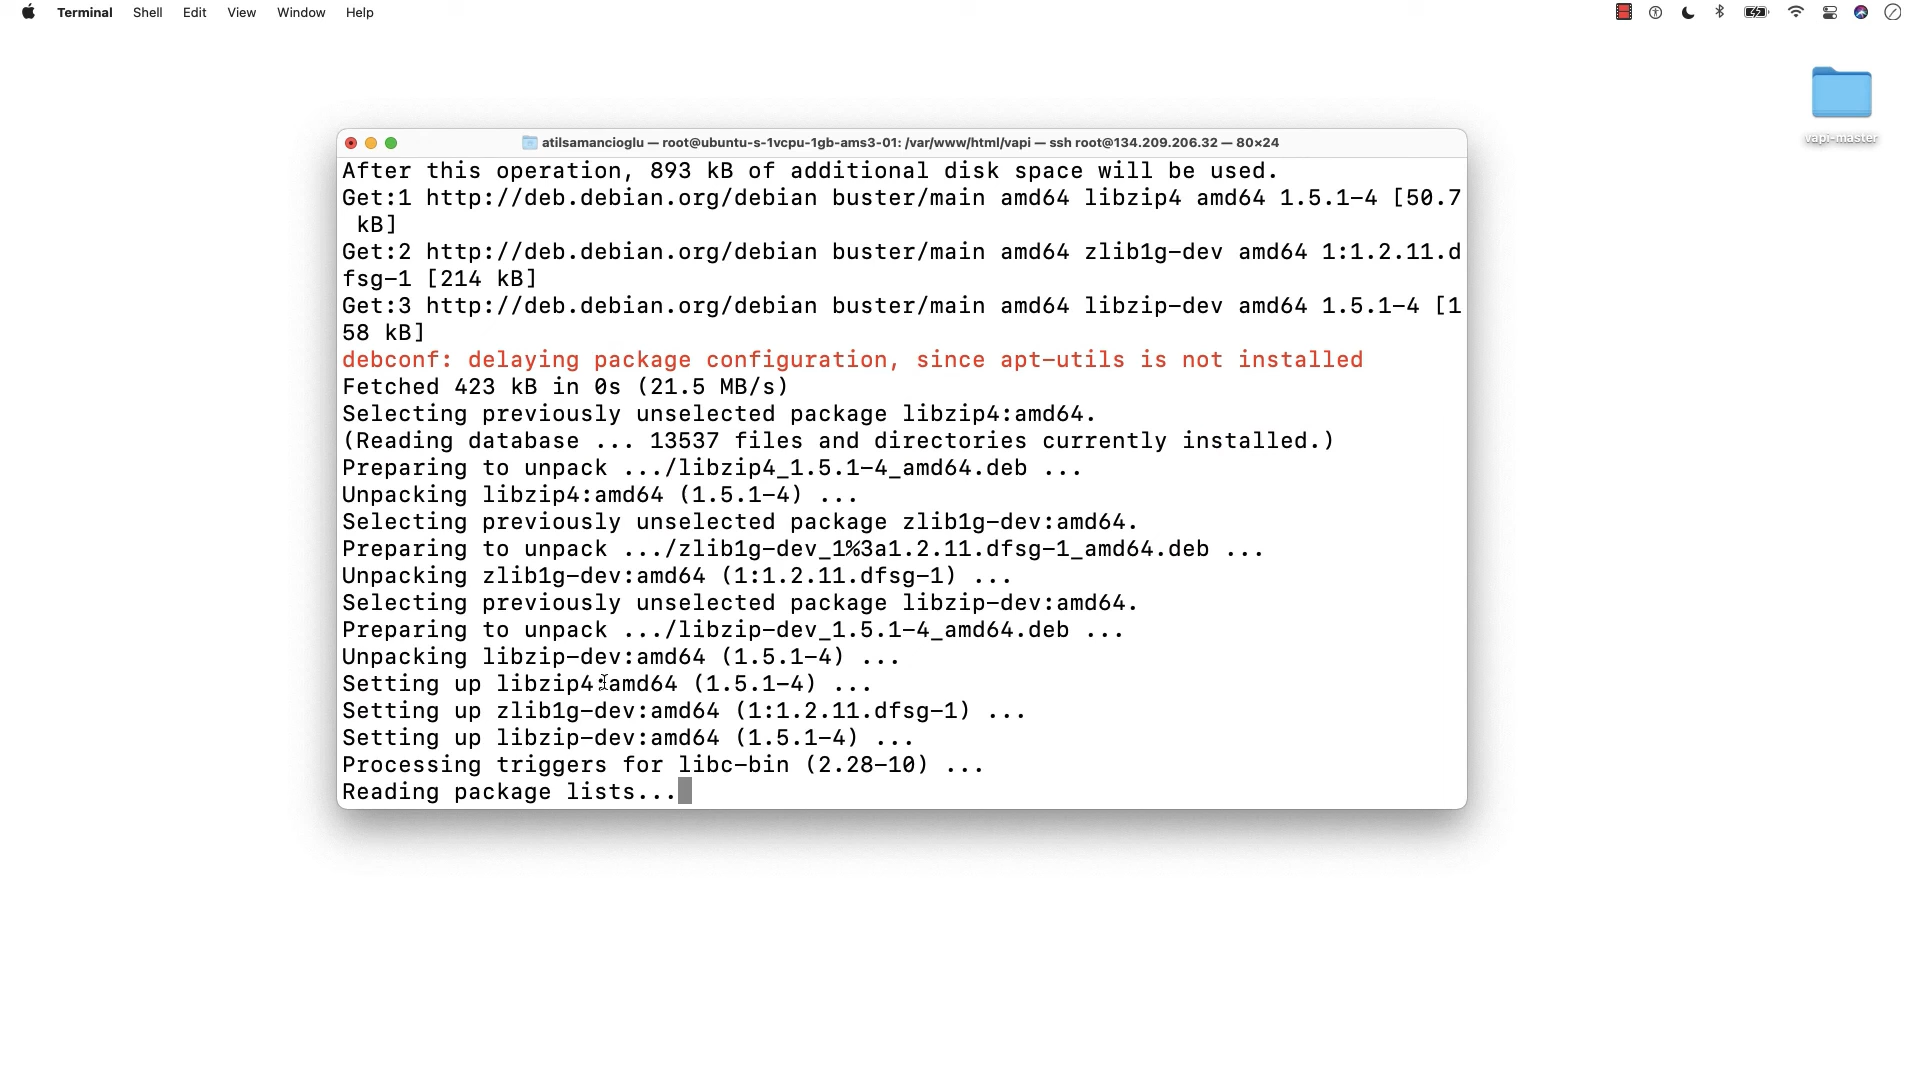 Terminal Shell Edit View Window Help
vapi-master
atilsamancioglu — root@ubuntu-s-1vcpu-1gb-ams3-01: /var/www/html/vapi — ssh root@134.209.206.32 — 80×24
After this operation, 893 kB of additional disk space will be used.
Get:1 http://deb.debian.org/debian buster/main amd64 libzip4 amd64 1.5.1-4 [50.7
kB]
Get:2 http://deb.debian.org/debian buster/main amd64 zlib1g-dev amd64 1:1.2.11.d
fsg-1 [214 kB]
Get:3 http://deb.debian.org/debian buster/main amd64 libzip-dev amd64 1.5.1-4 [1
58 kB]
debconf: delaying package configuration, since apt-utils is not installed
Fetched 423 kB in 0s (21.5 MB/s)
Selecting previously unselected package libzip4:amd64.
(Reading database ... 13537 files and directories currently installed.)
Preparing to unpack .../libzip4_1.5.1-4_amd64.deb ...
Unpacking libzip4:amd64 (1.5.1-4) ...
Selecting previously unselected package zlib1g-dev:amd64.
Preparing to unpack .../zlib1g-dev_1%3a1.2.11.dfsg-1_amd64.deb ...
Unpacking zlib1g-dev:amd64 (1:1.2.11.dfsg-1) ...
Selecting previously unselected package libzip-dev:amd64.
Preparing to unpack .../libzip-dev_1.5.1-4_amd64.deb ...
Unpacking libzip-dev:amd64 (1.5.1-4) ...
Setting up libzip4:amd64 (1.5.1-4) ...
Setting up zlib1g-dev:amd64 (1:1.2.11.dfsg-1) ...
Setting up libzip-dev:amd64 (1.5.1-4) ...
Processing triggers for libc-bin (2.28-10) ...
Reading package lists...